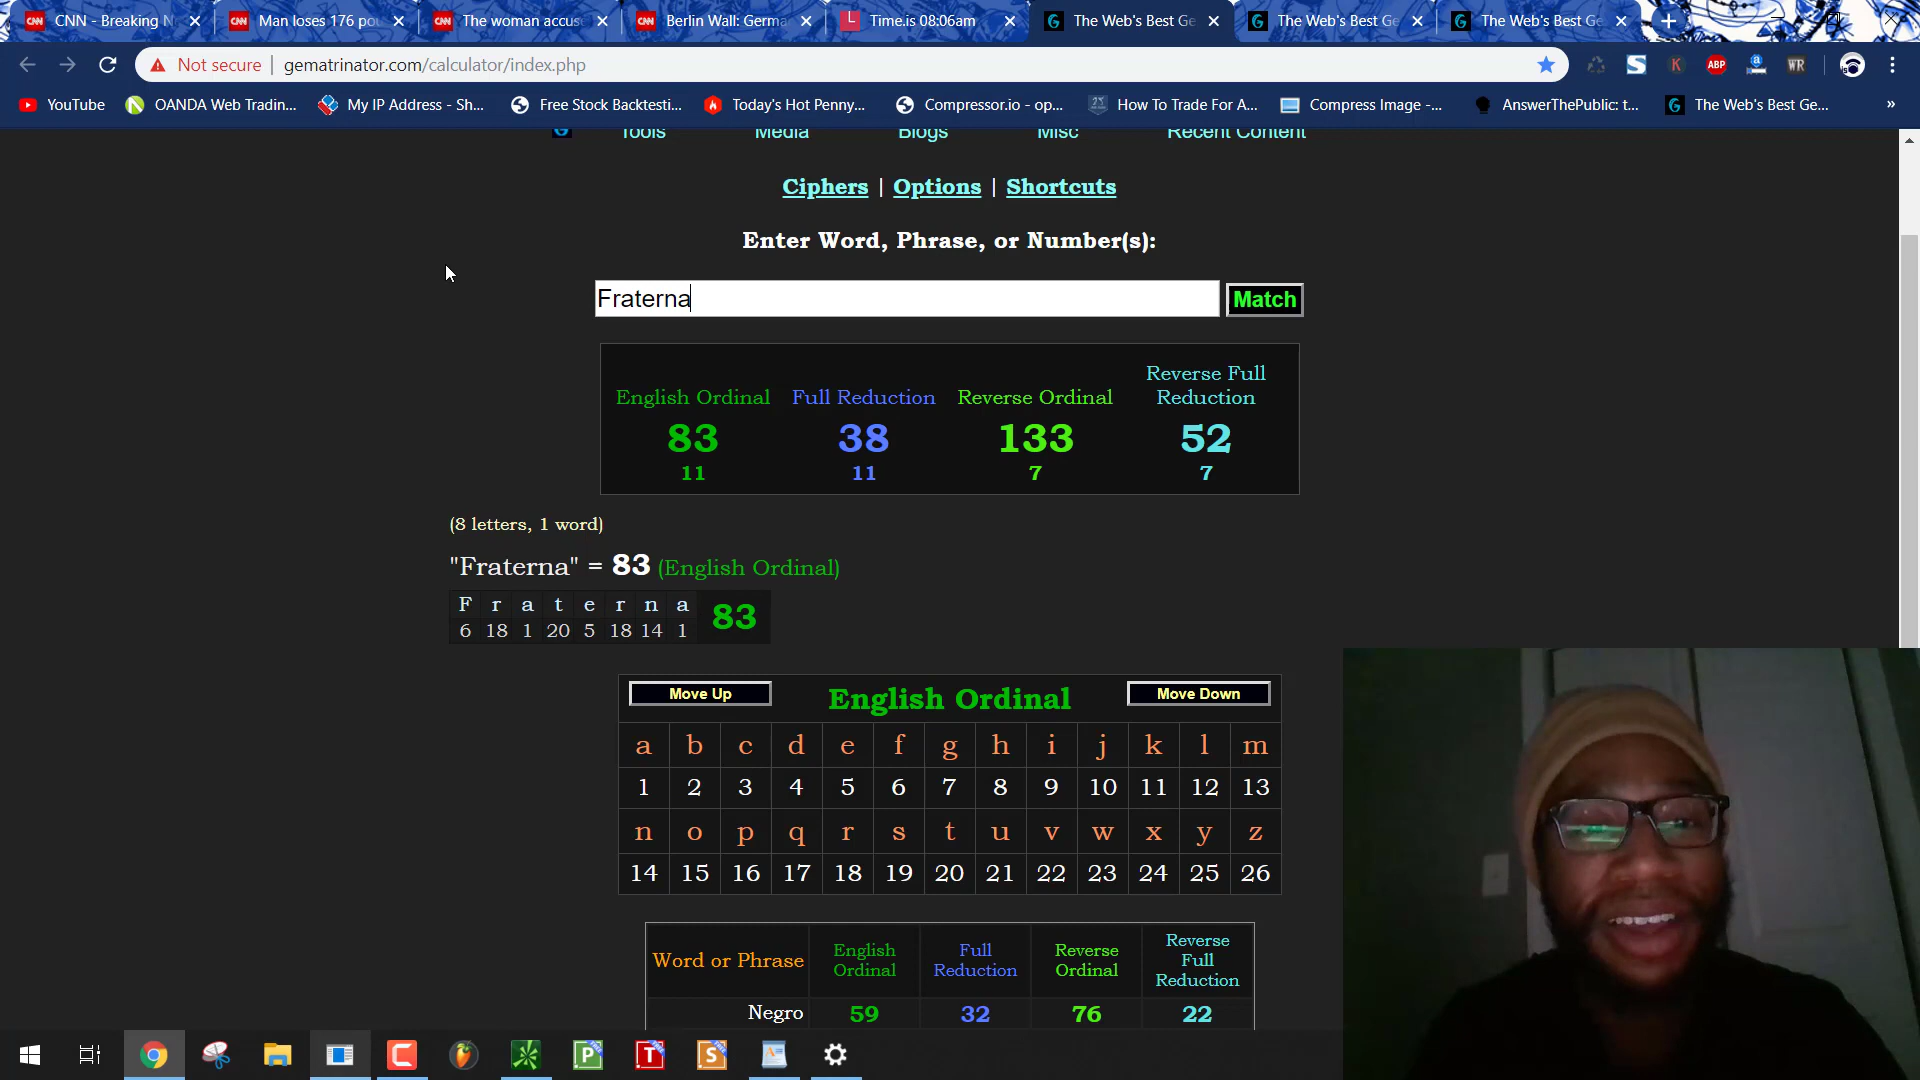 CNN - Breaking N
Man loses 176 pou
The woman accuse
Berlin Wall: Germa
Time.is 08:06am
The Web's Best Ge
The Web's Best Ge
The Web's Best Ge
Not secure | gematrinator.com/calculator/index.php
YouTube
OANDA Web Tradin...
My IP Address - Sh...
Free Stock Backtesti...
Today's Hot Penny...
Compressor.io - op...
How To Trade For A...
Compress Image -...
AnswerThePublic: t...
The Web's Best Ge...
»
Tools Media Blogs Misc Recent Content
Ciphers | Options | Shortcuts
Enter Word, Phrase, or Number(s):
Fraterna Match
English Ordinal Full Reduction Reverse Ordinal Reverse Full Reduction
83 38 133 52
11 11 7 7
(8 letters, 1 word)
"Fraterna" = 83 (English Ordinal)
F r a t e r n a 83
6 18 1 20 5 18 14 1
Move Up English Ordinal Move Down
a b c d e f g h i j k l m
1 2 3 4 5 6 7 8 9 10 11 12 13
n o p q r s t u v w x y z
14 15 16 17 18 19 20 21 22 23 24 25 26
Word or Phrase English Ordinal Full Reduction Reverse Ordinal Reverse Full Reduction
Negro 59 32 76 22